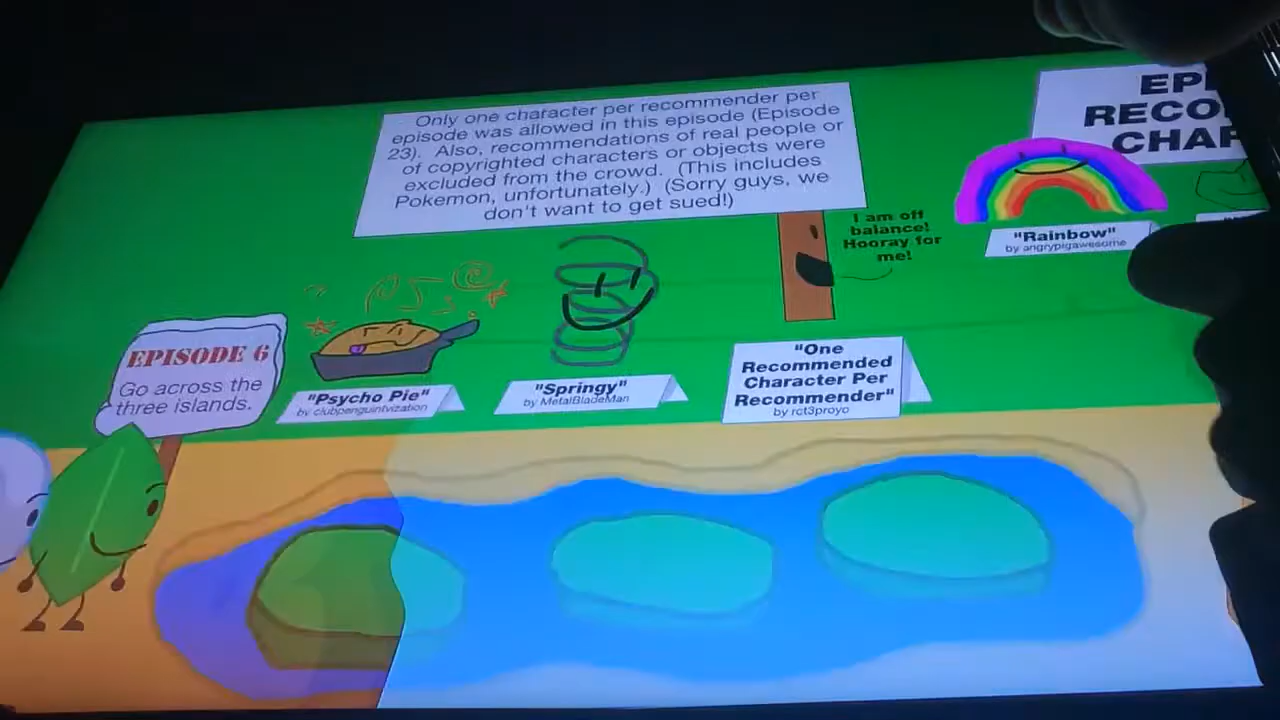 Only one character per recommender per
episode was allowed in this episode (Episode
23). Also, recommendations of real people or
of copyrighted characters or objects were
excluded from the crowd. (This includes
Pokemon, unfortunately.) (Sorry guys, we
don't want to get sued!)
EPI
RECO
CHAR
I am off
balance!
Hooray for
me!
"Rainbow"
by angrypigawesome
EPISODE 6
Go across the
three islands.
"Psycho Pie"
by clubpenguintvization
"Springy"
by MetalBladeMan
"One
Recommended
Character Per
Recommender"
by rct3proyo